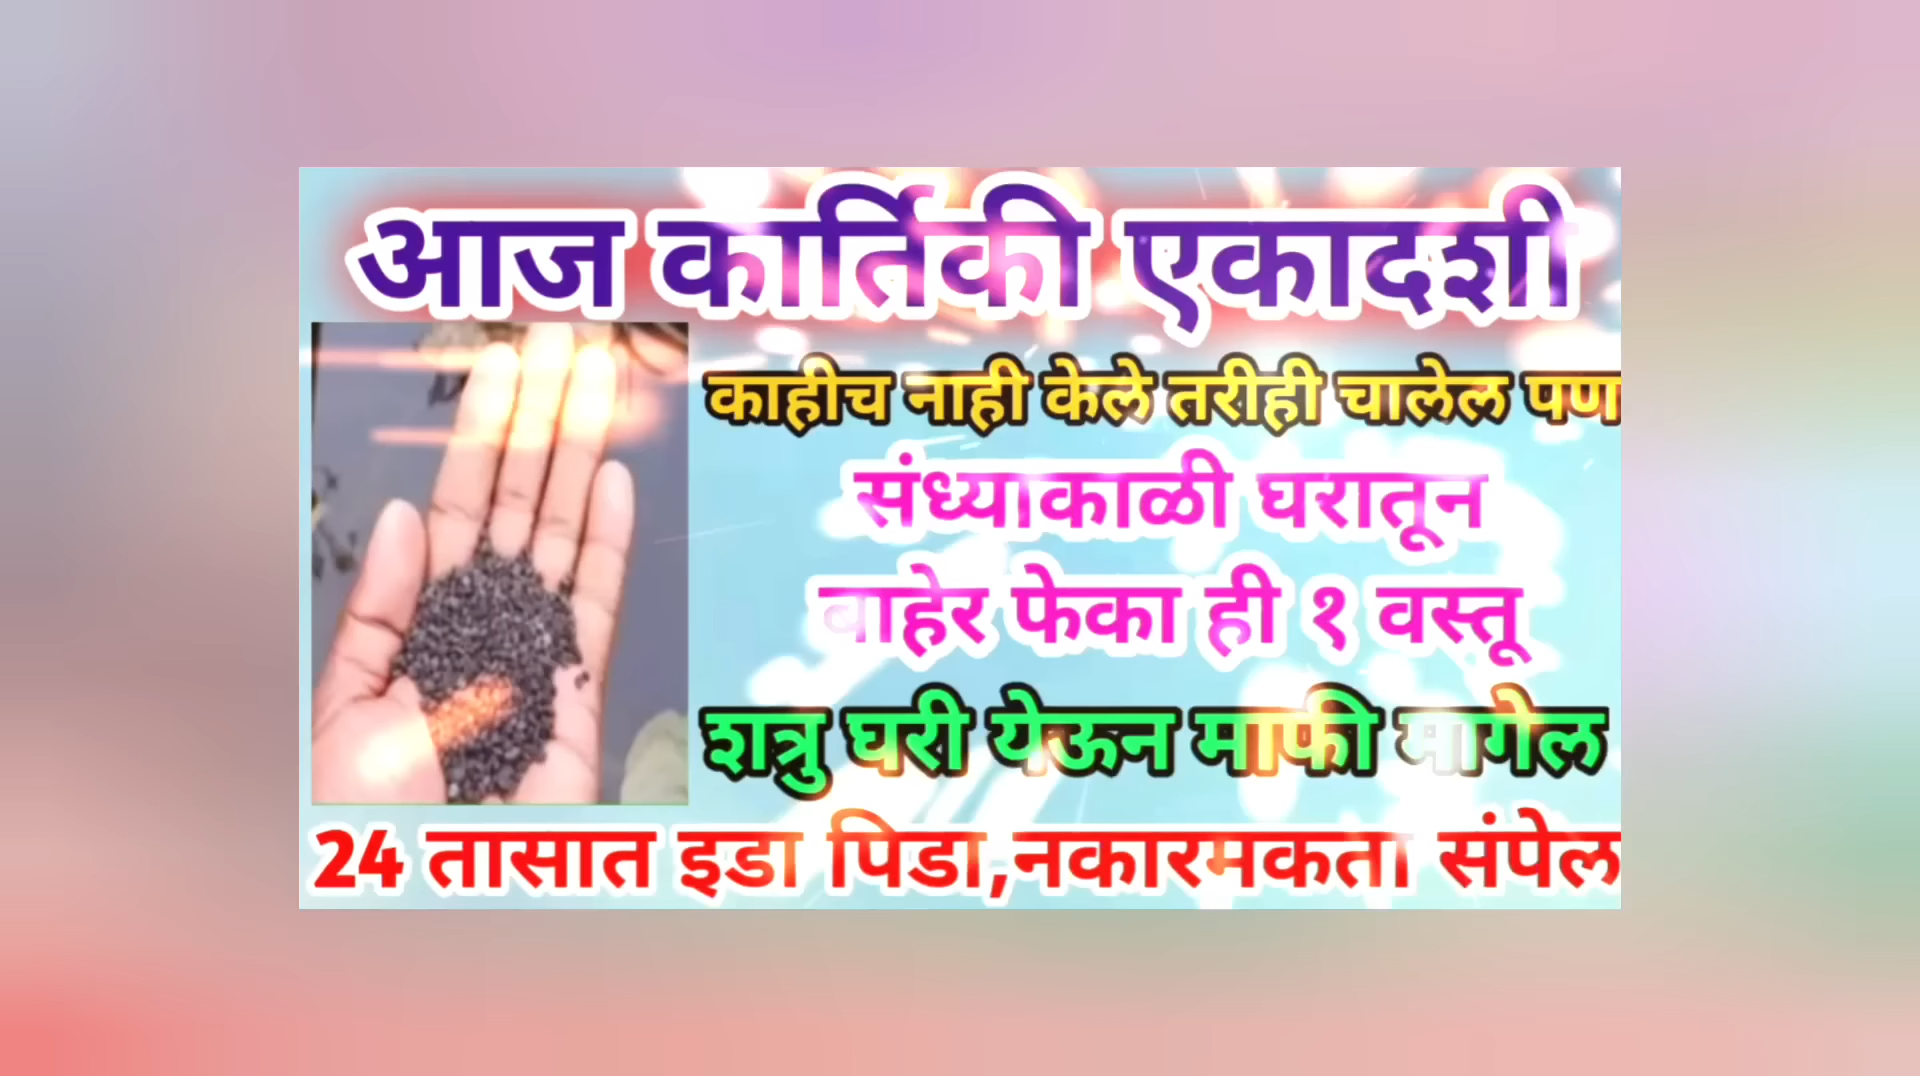 आज कार्तिकी एकादशी
काहीच नाही केले तरीही चालेल पण
संध्याकाळी घरातून
बाहेर फेका ही १ वस्तू
शत्रु घरी येऊन माफी मागेल
24 तासात इडा पिडा,नकारमकता संपेल